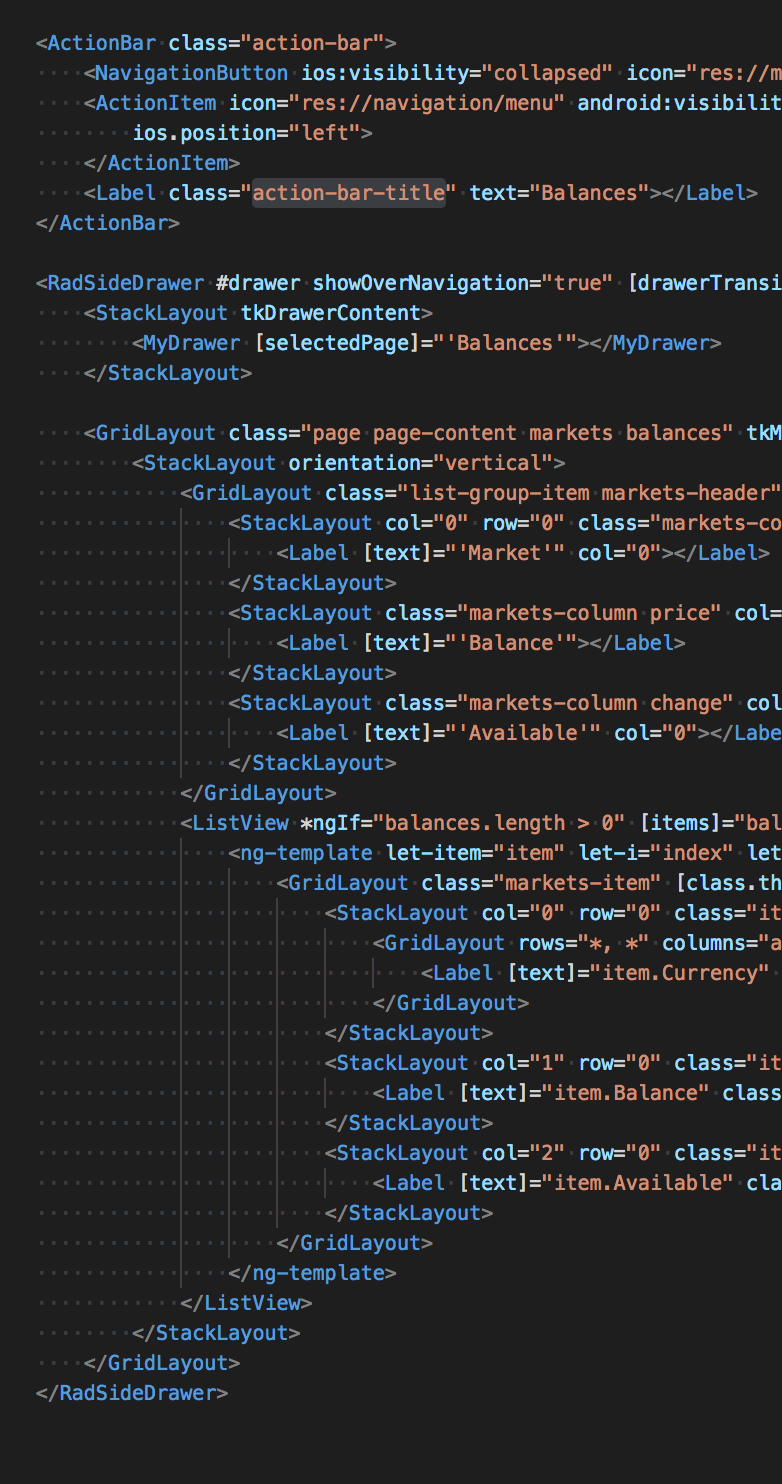 <ActionBar class="action-bar">
    <NavigationButton ios:visibility="collapsed" icon="res://m
    <ActionItem icon="res://navigation/menu" android:visibilit
        ios.position="left">
    </ActionItem>
    <Label class="action-bar-title" text="Balances"></Label>
</ActionBar>

<RadSideDrawer #drawer showOverNavigation="true" [drawerTransi
    <StackLayout tkDrawerContent>
        <MyDrawer [selectedPage]="'Balances'"></MyDrawer>
    </StackLayout>

    <GridLayout class="page page-content markets balances" tkM
        <StackLayout orientation="vertical">
            <GridLayout class="list-group-item markets-header"
                <StackLayout col="0" row="0" class="markets-co
                    <Label [text]="'Market'" col="0"></Label>
                </StackLayout>
                <StackLayout class="markets-column price" col=
                    <Label [text]="'Balance'"></Label>
                </StackLayout>
                <StackLayout class="markets-column change" col
                    <Label [text]="'Available'" col="0"></Labe
                </StackLayout>
            </GridLayout>
            <ListView *ngIf="balances.length > 0" [items]="bal
                <ng-template let-item="item" let-i="index" let
                    <GridLayout class="markets-item" [class.th
                        <StackLayout col="0" row="0" class="it
                            <GridLayout rows="*, *" columns="a
                                <Label [text]="item.Currency"
                            </GridLayout>
                        </StackLayout>
                        <StackLayout col="1" row="0" class="it
                            <Label [text]="item.Balance" class
                        </StackLayout>
                        <StackLayout col="2" row="0" class="it
                            <Label [text]="item.Available" cla
                        </StackLayout>
                    </GridLayout>
                </ng-template>
            </ListView>
        </StackLayout>
    </GridLayout>
</RadSideDrawer>